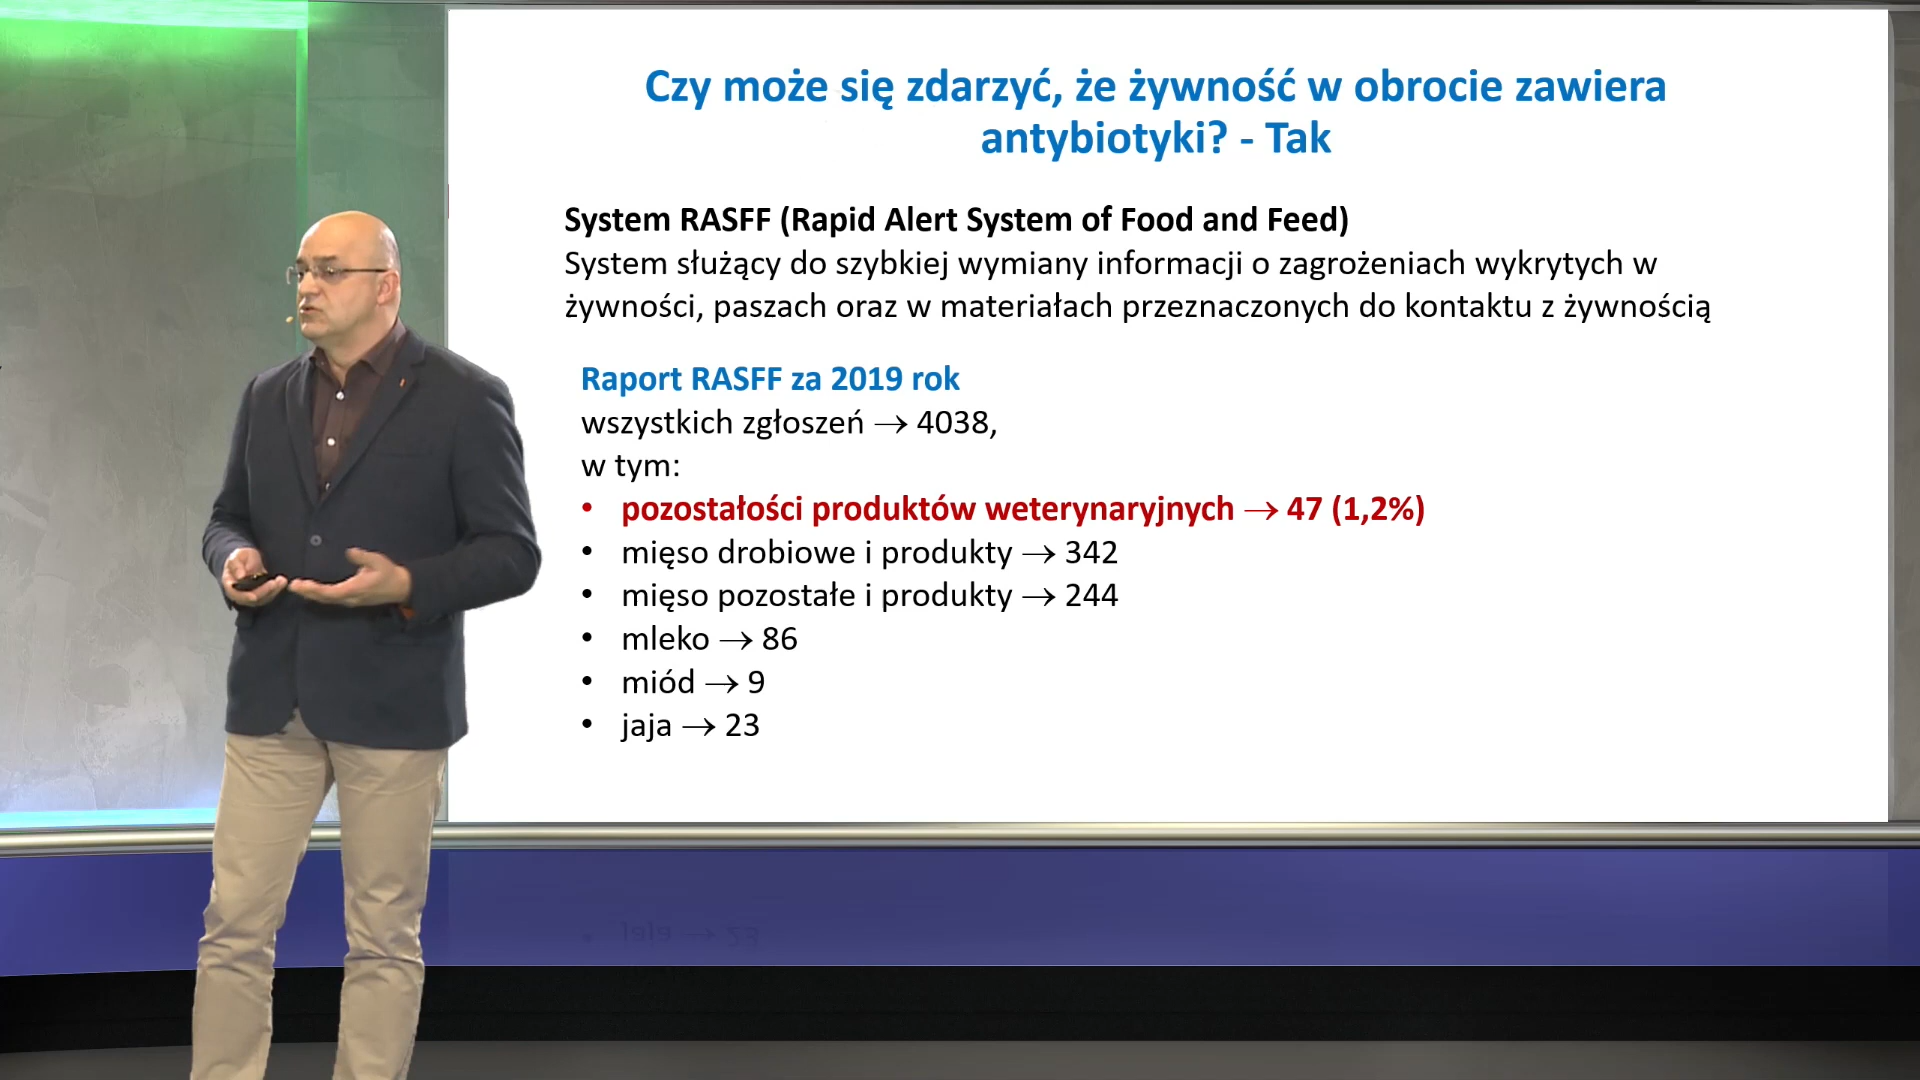 Czy może się zdarzyć, że żywność w obrocie zawiera
antybiotyki? - Tak
System RASFF (Rapid Alert System of Food and Feed)
System służący do szybkiej wymiany informacji o zagrożeniach wykrytych w
żywności, paszach oraz w materiałach przeznaczonych do kontaktu z żywnością
Raport RASFF za 2019 rok
wszystkich zgłoszeń → 4038,
w tym:
• pozostałości produktów weterynaryjnych → 47 (1,2%)
• mięso drobiowe i produkty → 342
• mięso pozostałe i produkty → 244
• mleko → 86
• miód → 9
• jaja → 23